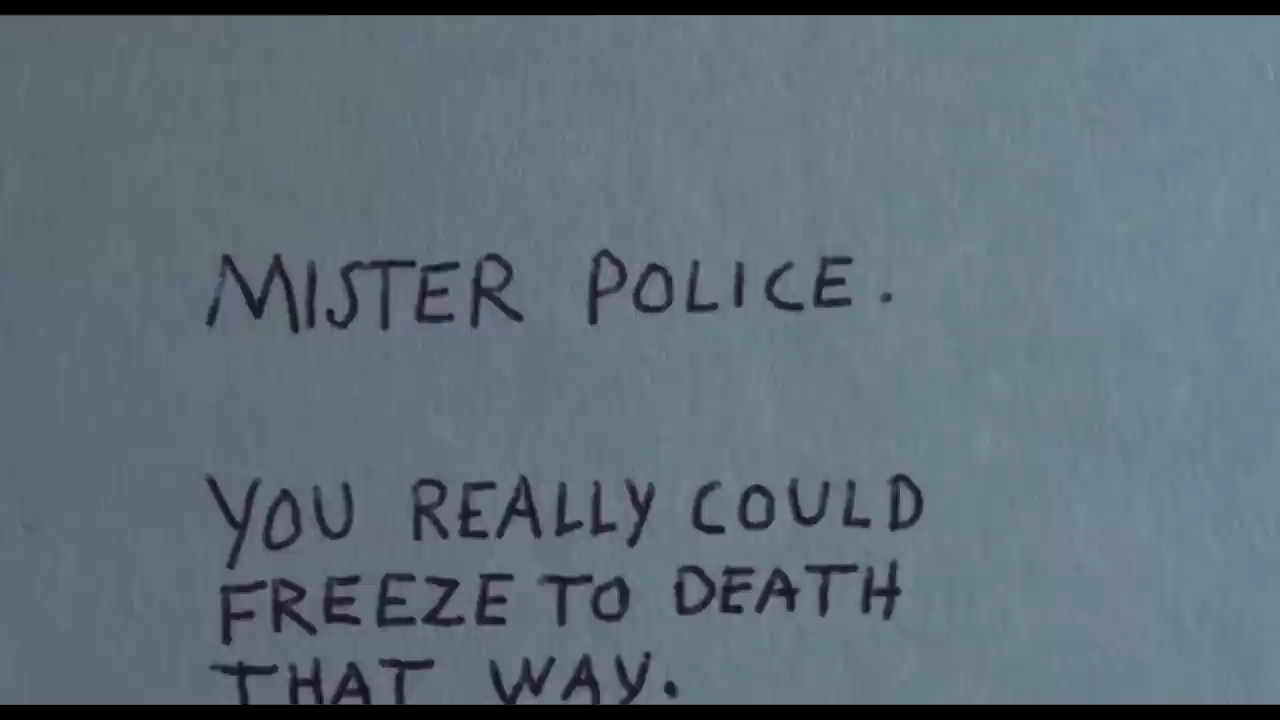 MISTER POLICE.
YOU REALLY COULD
FREEZE TO DEATH
THAT WAY.